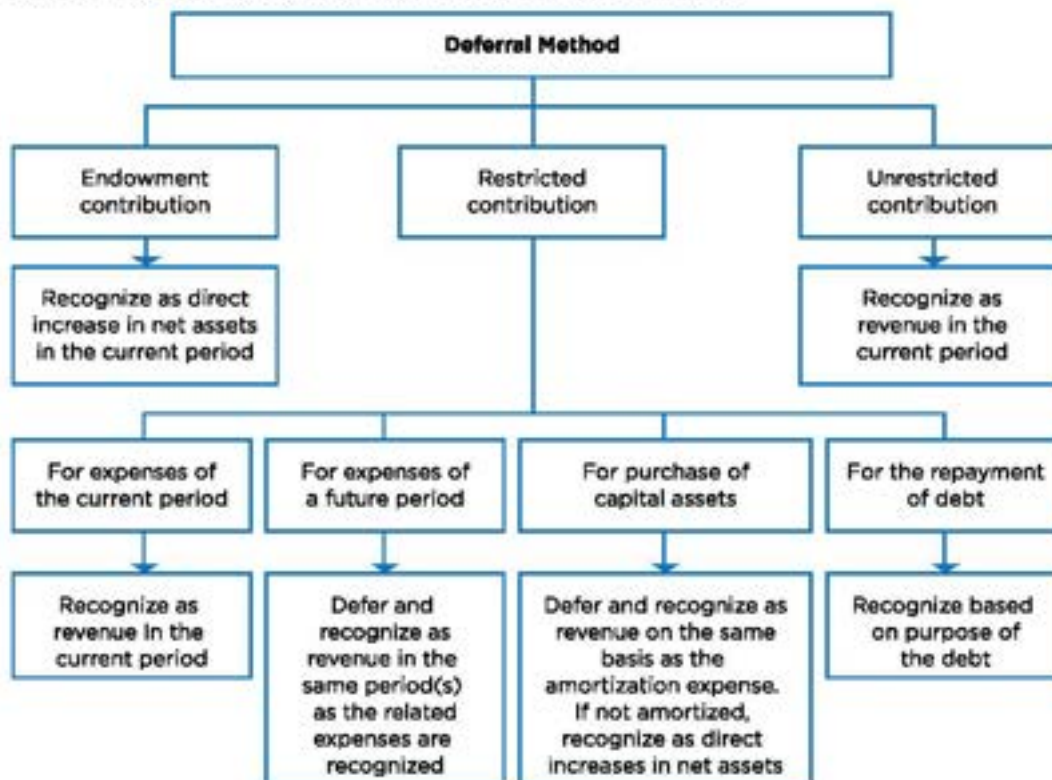 Deferral Method
Endowment
contribution
Restricted
contribution
Unrestricted
contribution
Recognize as direct
increase in net assets
in the current period
Recognize as
revenue in the
current period
For expenses of
the current period
For expenses of
a future period
For purchase of
capital assets
For the repayment
of debt
Recognize as
revenue in the
current period
Defer and
recognize as
revenue in the
same period(s)
as the related
expenses are
recognized
Defer and recognize as
revenue on the same
basis as the
amortization expense.
If not amortized,
recognize as direct
increases in net assets
Recognize based
on purpose of
the debt